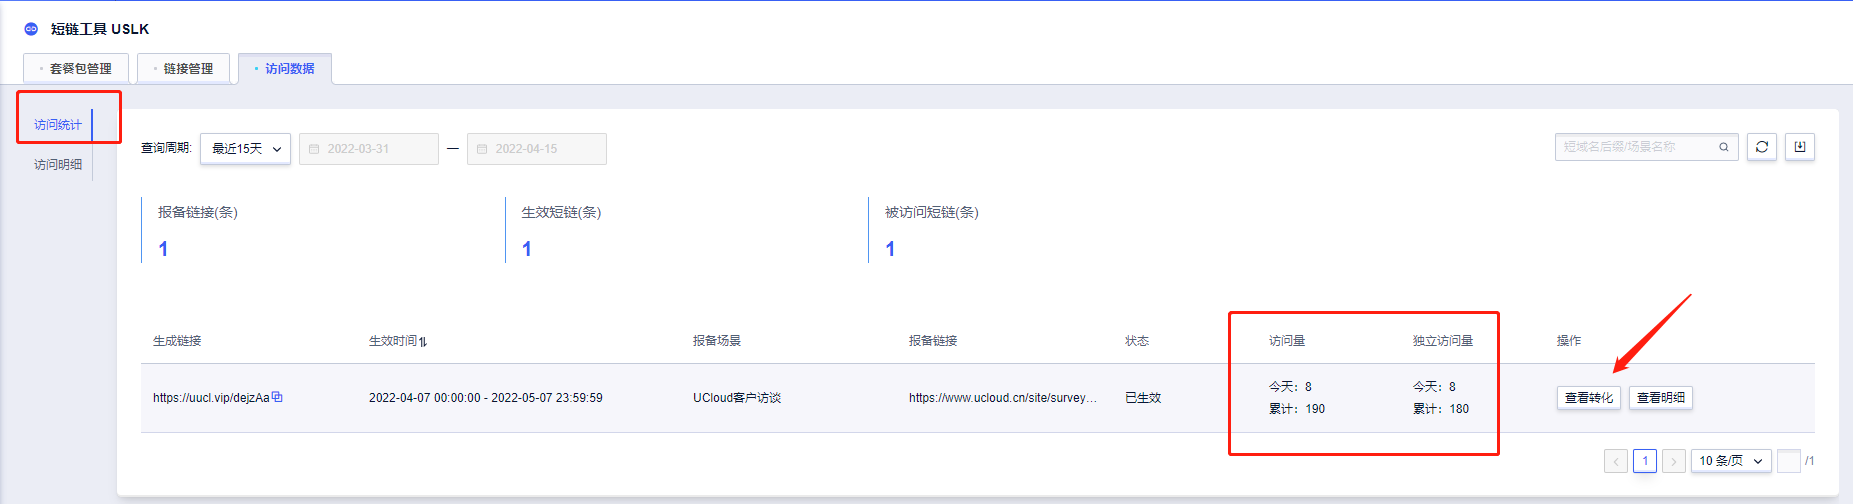 短链工具 USLK
套餐包管理
链接管理
访问数据
访问统计
访问明细
查询周期: 最近15天 2022-03-31 — 2022-04-15
短域名后缀/场景名称
报备链接(条)
1
生效短链(条)
1
被访问短链(条)
1
生成链接 生效时间 报备场景 报备链接 状态 访问量 独立访问量 操作
https://uucl.vip/dejzAa 2022-04-07 00:00:00 - 2022-05-07 23:59:59 UCloud客户访谈 https://www.ucloud.cn/site/survey... 已生效
今天: 8
累计: 190
今天: 8
累计: 180
查看转化 查看明细
1 10 条/页 /1